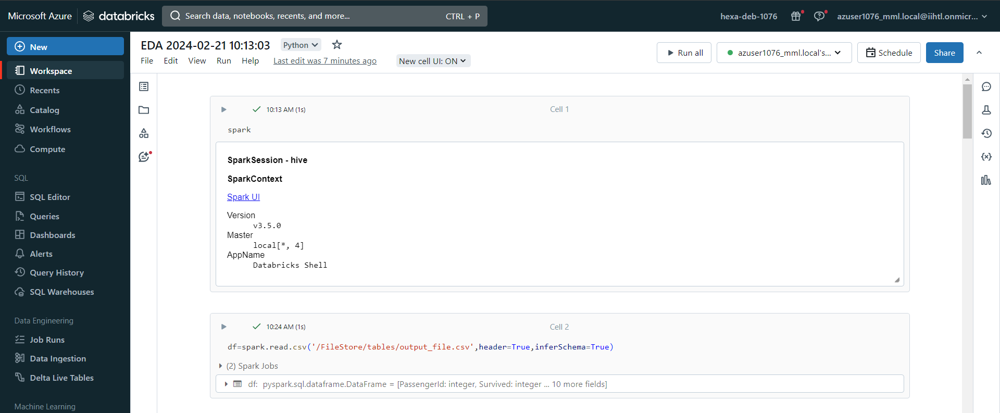 Microsoft Azure databricks Search data, notebooks, recents, and more... CTRL + P hexa-deb-1076 azuser1076_mml.local@iihtl.onmicr...
New
Workspace
Recents
Catalog
Workflows
Compute
SQL
SQL Editor
Queries
Dashboards
Alerts
Query History
SQL Warehouses
Data Engineering
Job Runs
Data Ingestion
Delta Live Tables
Machine Learning
EDA 2024-02-21 10:13:03 Python
File Edit View Run Help Last edit was 7 minutes ago New cell UI: ON
Run all azuser1076_mml.local's... Schedule Share
10:13 AM (1s) Cell 1
spark
SparkSession - hive
SparkContext
Spark UI
Version
v3.5.0
Master
local[*, 4]
AppName
Databricks Shell
10:24 AM (1s) Cell 2
df=spark.read.csv('/FileStore/tables/output_file.csv',header=True,inferSchema=True)
(2) Spark Jobs
df: pyspark.sql.dataframe.DataFrame = [PassengerId: integer, Survived: integer ... 10 more fields]